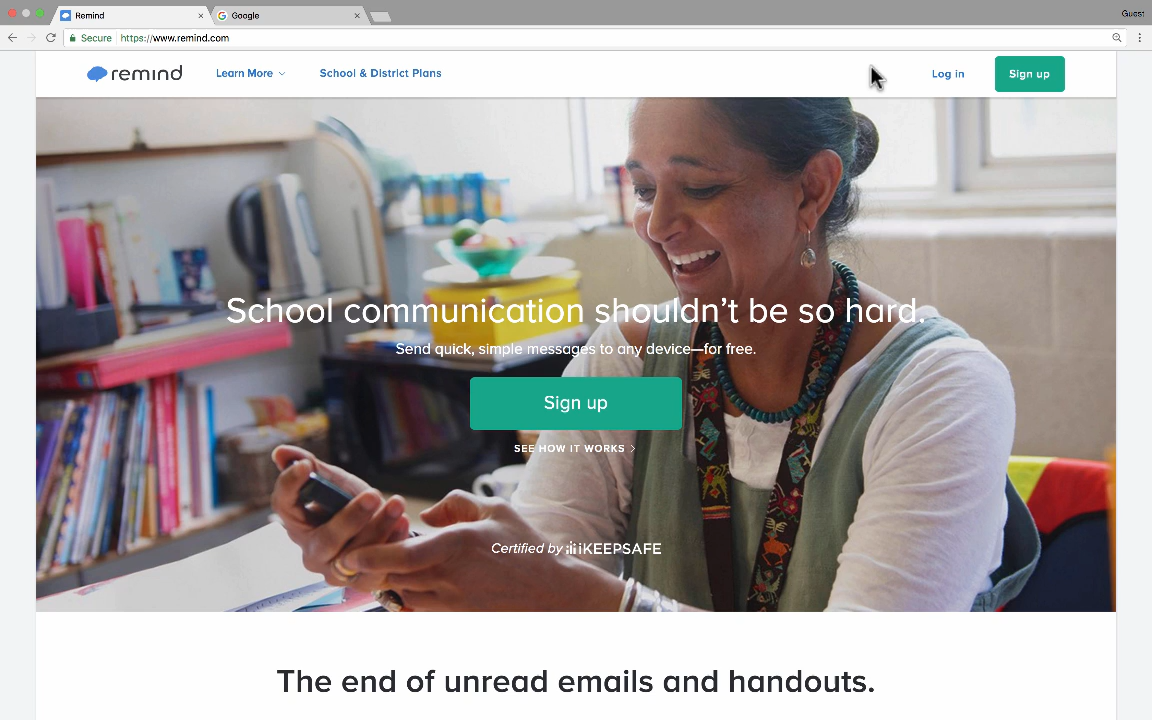 Remind
Google
Guest
Secure https://www.remind.com
remind
Learn More
School & District Plans
Log in
Sign up
School communication shouldn't be so hard.
Send quick, simple messages to any device—for free.
Sign up
SEE HOW IT WORKS >
Certified by iKEEPSAFE
The end of unread emails and handouts.